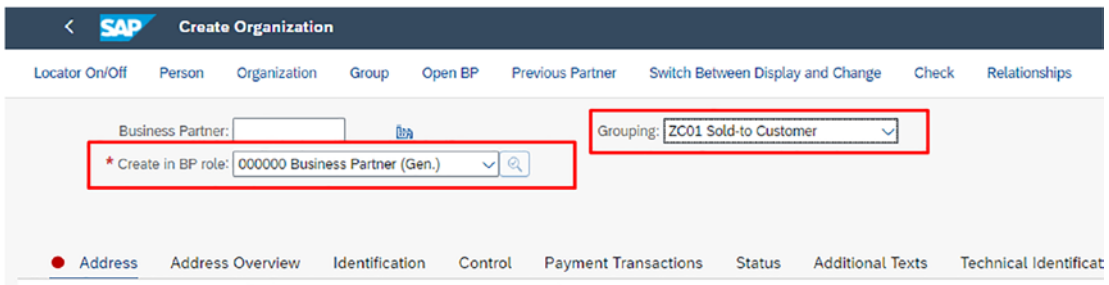 SAP Create Organization
Locator On/Off Person Organization Group Open BP Previous Partner Switch Between Display and Change Check Relationships
Business Partner: Grouping: ZC01 Sold-to Customer
* Create in BP role: 000000 Business Partner (Gen.)
Address Address Overview Identification Control Payment Transactions Status Additional Texts Technical Identificat